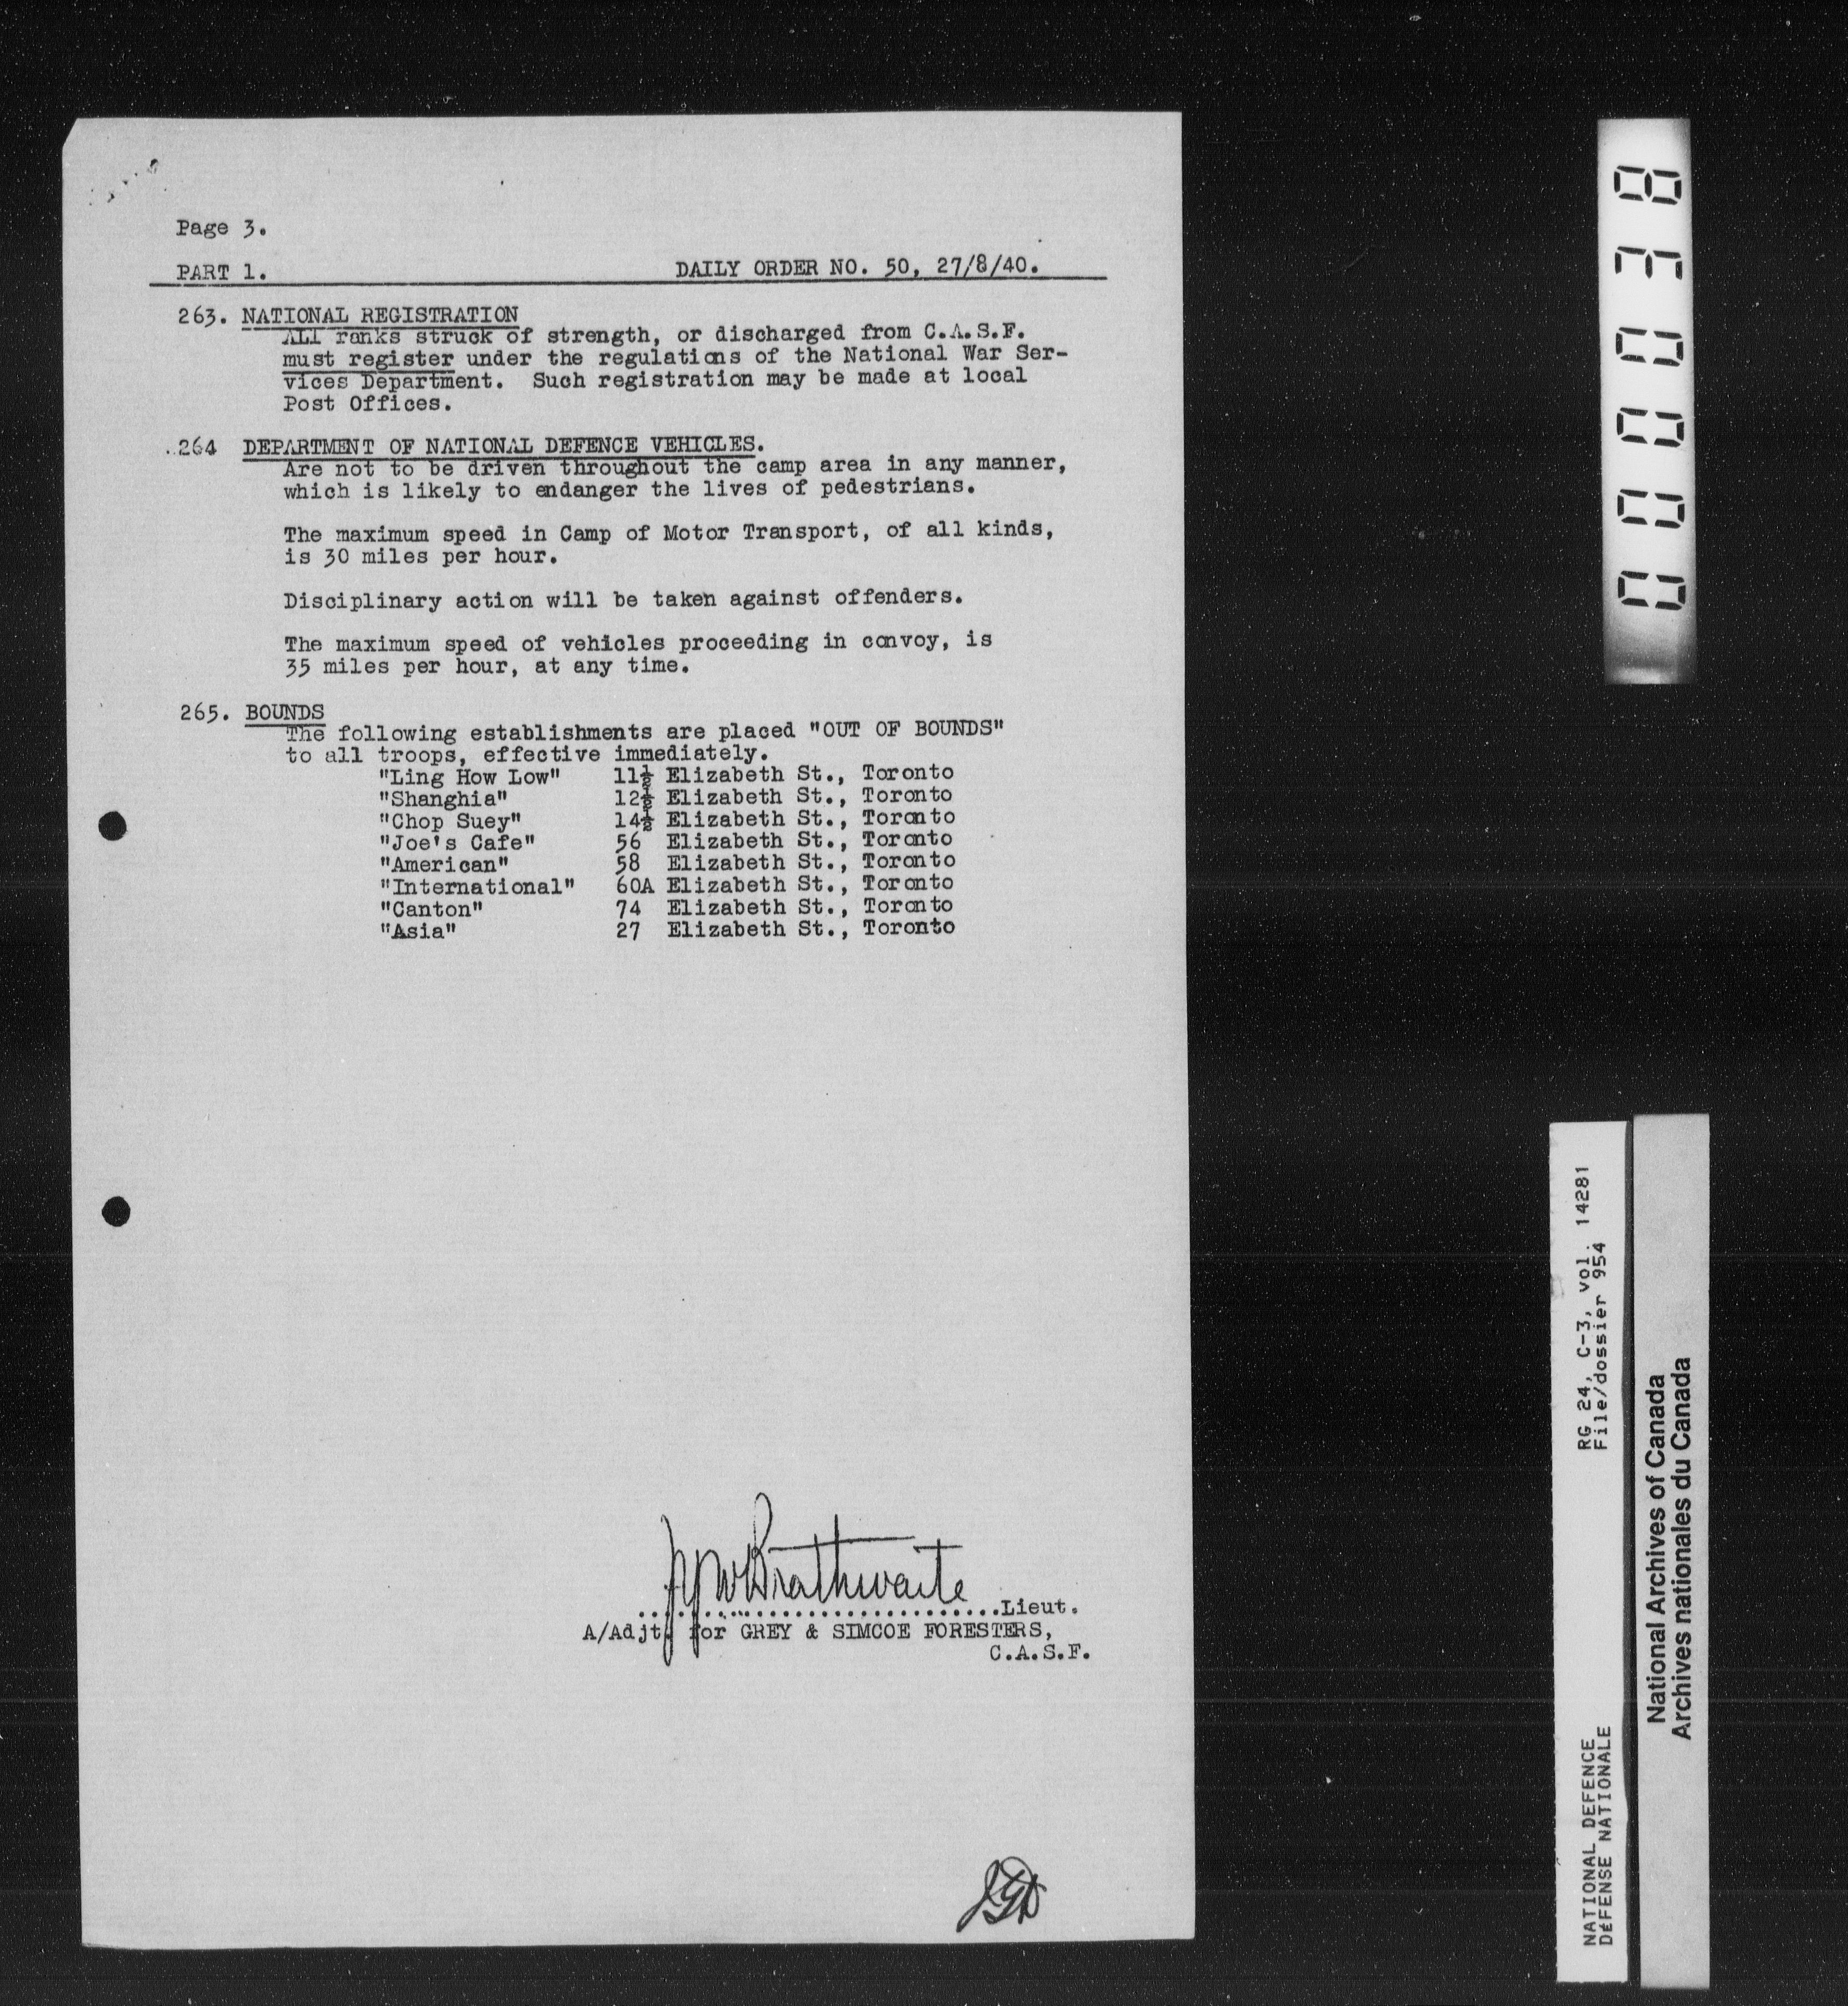 Page 3.
PART 1. DAILY ORDER NO. 50, 27/8/40.
263. NATIONAL REGISTRATION
ALL ranks struck of strength, or discharged from C.A.S.F.
must register under the regulations of the National War Ser-
vices Department. Such registration may be made at local
Post Offices.
.264 DEPARTMENT OF NATIONAL DEFENCE VEHICLES.
Are not to be driven throughout the camp area in any manner,
which is likely to endanger the lives of pedestrians.
The maximum speed in Camp of Motor Transport, of all kinds,
is 30 miles per hour.
Disciplinary action will be taken against offenders.
The maximum speed of vehicles proceeding in convoy, is
35 miles per hour, at any time.
265. BOUNDS
The following establishments are placed "OUT OF BOUNDS"
to all troops, effective immediately.
"Ling How Low" 11½ Elizabeth St., Toronto
"Shanghia" 12½ Elizabeth St., Toronto
"Chop Suey" 14½ Elizabeth St., Toronto
"Joe's Cafe" 56 Elizabeth St., Toronto
"American" 58 Elizabeth St., Toronto
"International" 60A Elizabeth St., Toronto
"Canton" 74 Elizabeth St., Toronto
"Asia" 27 Elizabeth St., Toronto
Brathwaite
Lieut.
A/Adjt. for GREY & SIMCOE FORESTERS,
C.A.S.F.
000038
RG 24, C-3, vol. 14281
File/dossier 954
NATIONAL DEFENCE
DéFENSE NATIONALE
National Archives of Canada
Archives nationales du Canada